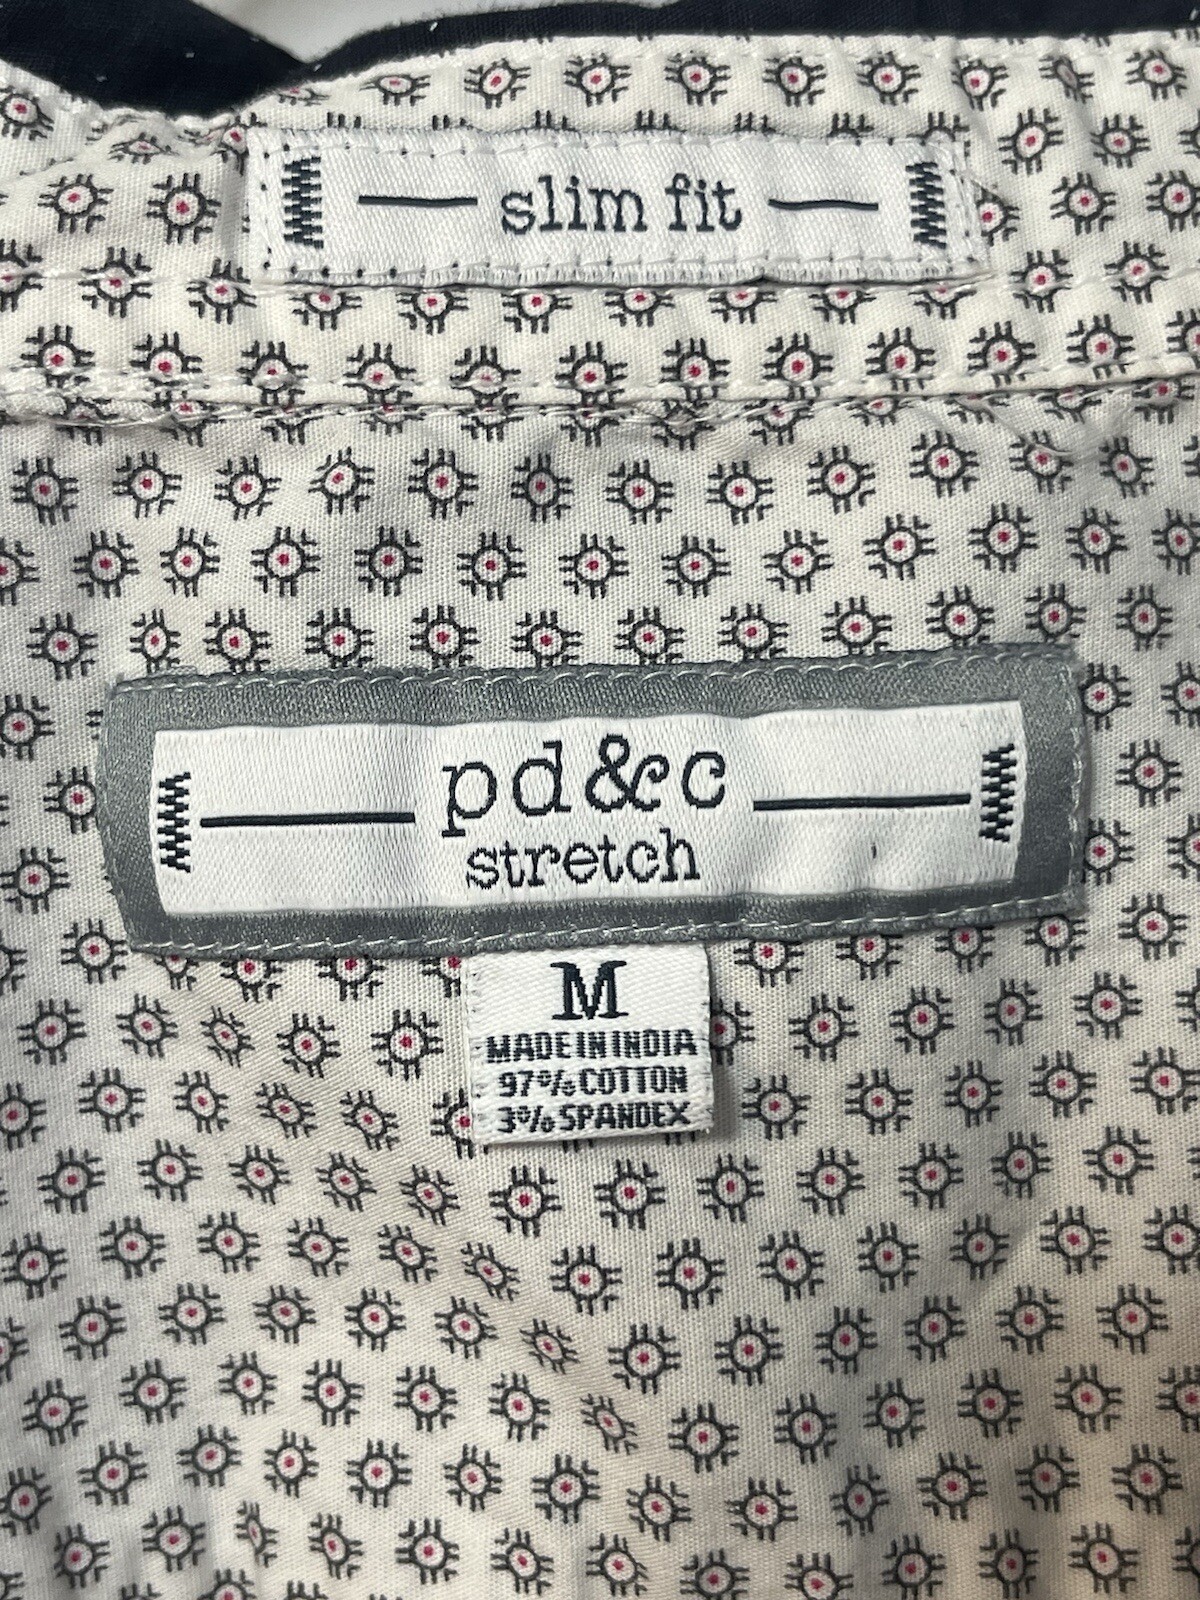 slim fit
pd&c
stretch
M
MADE IN INDIA
97% COTTON
3% SPANDEX